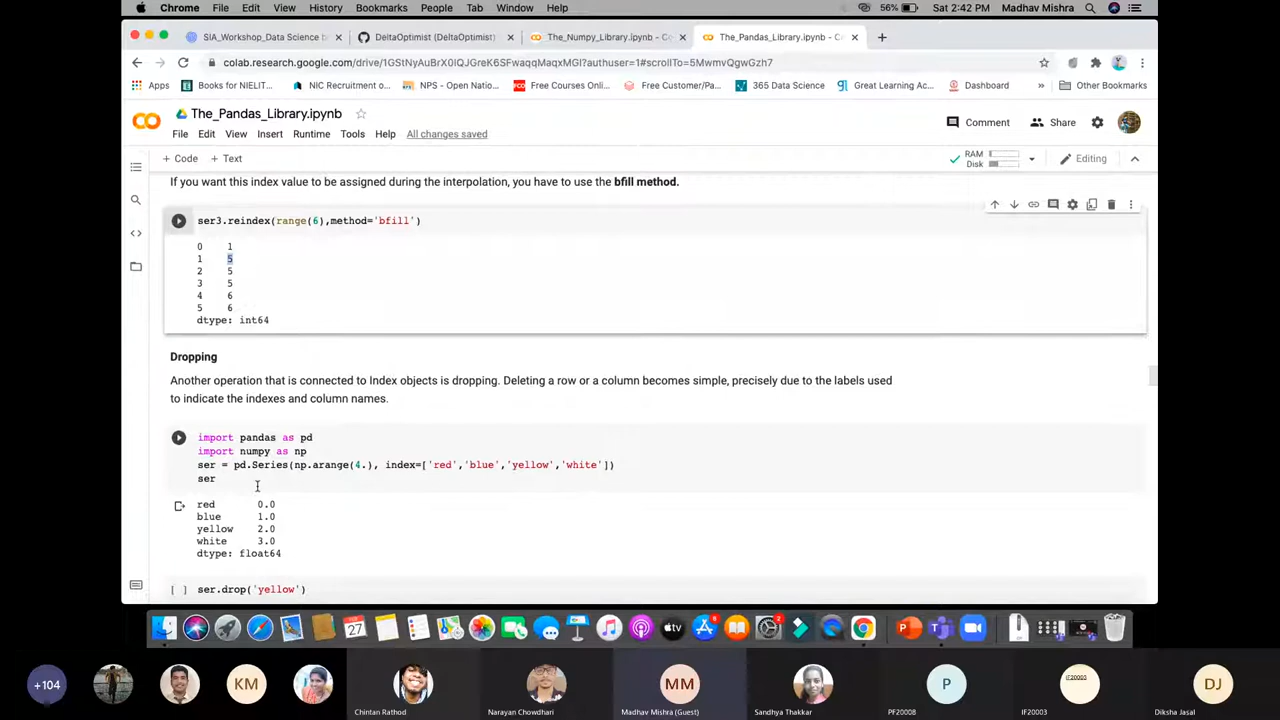 Chrome File Edit View History Bookmarks People Tab Window Help 56% Sat 2:42 PM Madhav Mishra
SIA_Workshop_Data Science b DeltaOptimist (DeltaOptimist) The_Numpy_Library.ipynb - Co The_Pandas_Library.ipynb - Col
colab.research.google.com/drive/1GStNyAuBrX0IQJGreK6SFwaqqMaqxMGI?authuser=1#scrollTo=5MwmvQgwGzh7
Apps Books for NIELIT... NIC Recruitment o... NPS - Open Natio... Free Courses Onli... Free Customer/Pa... 365 Data Science Great Learning Ac... Dashboard » Other Bookmarks
The_Pandas_Library.ipynb
Comment Share
File Edit View Insert Runtime Tools Help All changes saved
+ Code + Text
RAM
Disk
Editing
If you want this index value to be assigned during the interpolation, you have to use the bfill method.
ser3.reindex(range(6),method='bfill')
0 1
1 5
2 5
3 5
4 6
5 6
dtype: int64
Dropping
Another operation that is connected to Index objects is dropping. Deleting a row or a column becomes simple, precisely due to the labels used
to indicate the indexes and column names.
import pandas as pd
import numpy as np
ser = pd.Series(np.arange(4.), index=['red','blue','yellow','white'])
ser
red 0.0
blue 1.0
yellow 2.0
white 3.0
dtype: float64
[ ] ser.drop('yellow')
27
tv
+104
KM
MM
P
IF20003
DJ
Chintan Rathod
Narayan Chowdhari
Madhav Mishra (Guest)
Sandhya Thakkar
PF20008
IF20003
Diksha Jasal